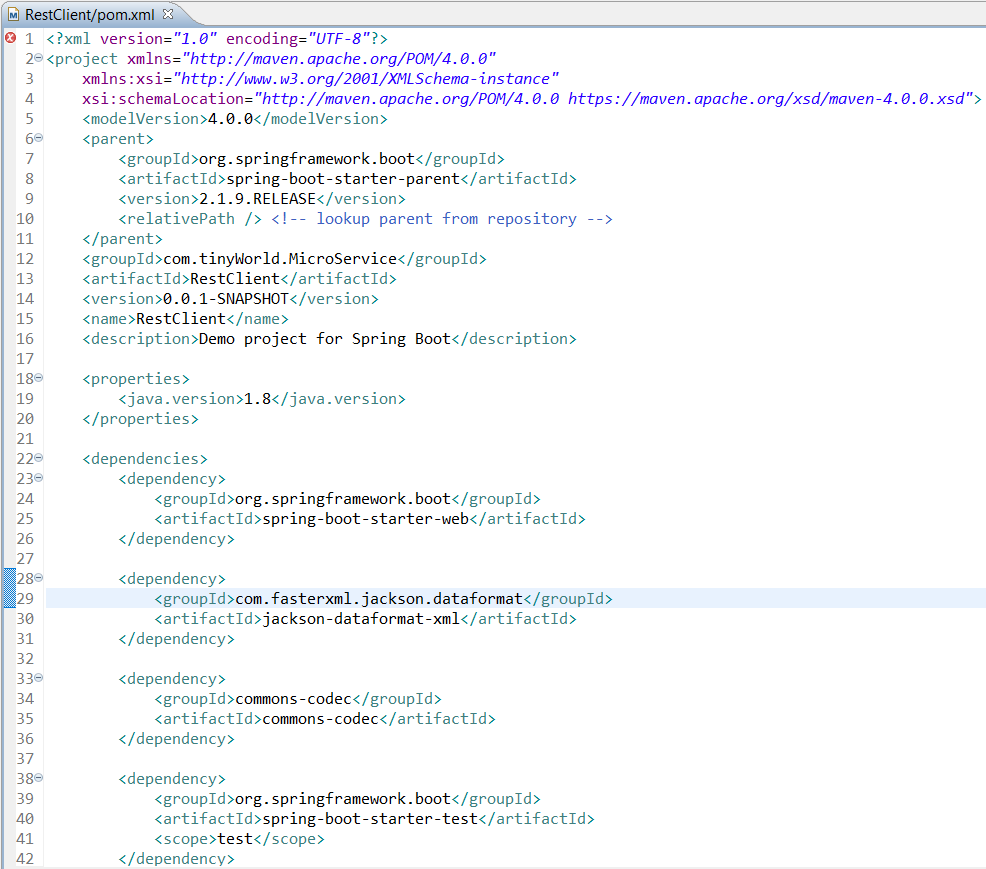 RestClient/pom.xml
1 <?xml version="1.0" encoding="UTF-8"?>
2 <project xmlns="http://maven.apache.org/POM/4.0.0"
3     xmlns:xsi="http://www.w3.org/2001/XMLSchema-instance"
4     xsi:schemaLocation="http://maven.apache.org/POM/4.0.0 https://maven.apache.org/xsd/maven-4.0.0.xsd">
5     <modelVersion>4.0.0</modelVersion>
6     <parent>
7         <groupId>org.springframework.boot</groupId>
8         <artifactId>spring-boot-starter-parent</artifactId>
9         <version>2.1.9.RELEASE</version>
10         <relativePath /> <!-- lookup parent from repository -->
11     </parent>
12     <groupId>com.tinyWorld.MicroService</groupId>
13     <artifactId>RestClient</artifactId>
14     <version>0.0.1-SNAPSHOT</version>
15     <name>RestClient</name>
16     <description>Demo project for Spring Boot</description>
17
18     <properties>
19         <java.version>1.8</java.version>
20     </properties>
21
22     <dependencies>
23         <dependency>
24             <groupId>org.springframework.boot</groupId>
25             <artifactId>spring-boot-starter-web</artifactId>
26         </dependency>
27
28         <dependency>
29             <groupId>com.fasterxml.jackson.dataformat</groupId>
30             <artifactId>jackson-dataformat-xml</artifactId>
31         </dependency>
32
33         <dependency>
34             <groupId>commons-codec</groupId>
35             <artifactId>commons-codec</artifactId>
36         </dependency>
37
38         <dependency>
39             <groupId>org.springframework.boot</groupId>
40             <artifactId>spring-boot-starter-test</artifactId>
41             <scope>test</scope>
42         </dependency>